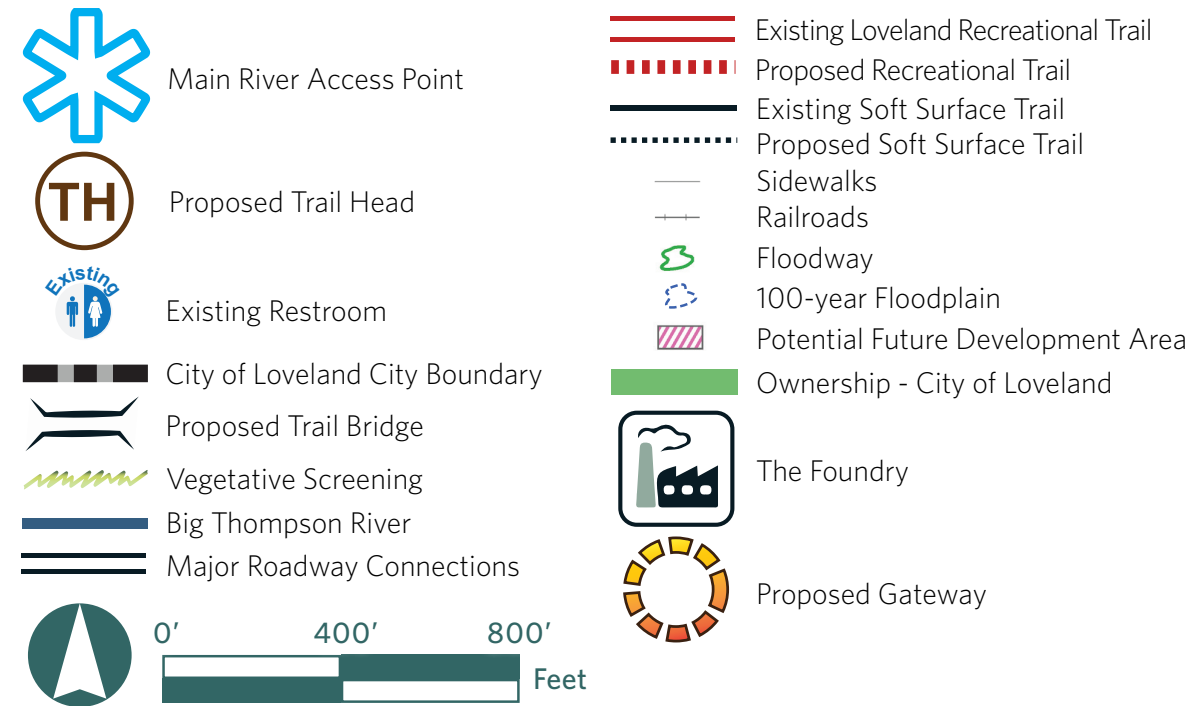 Main River Access Point
TH
Proposed Trail Head
Existing
Existing Restroom
City of Loveland City Boundary
Proposed Trail Bridge
Vegetative Screening
Big Thompson River
Major Roadway Connections
0’ 400’ 800’
Feet
Existing Loveland Recreational Trail
Proposed Recreational Trail
Existing Soft Surface Trail
Proposed Soft Surface Trail
Sidewalks
Railroads
Floodway
100-year Floodplain
Potential Future Development Area
Ownership - City of Loveland
The Foundry
Proposed Gateway